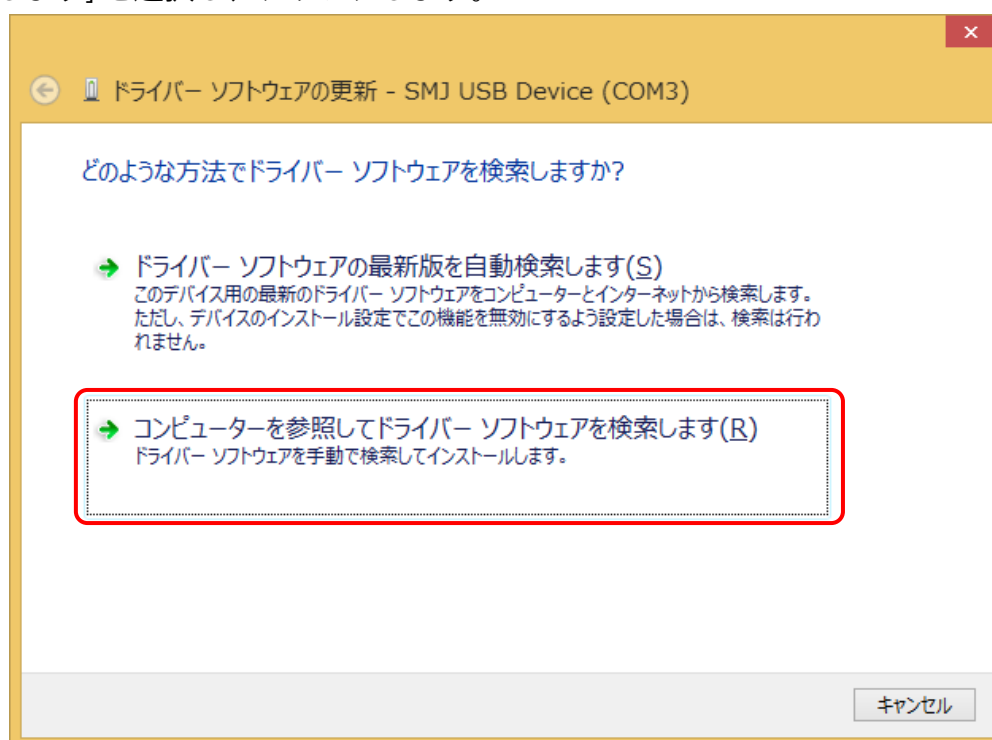 ドライバー ソフトウェアの更新 - SMJ USB Device (COM3)
どのような方法でドライバー ソフトウェアを検索しますか?
ドライバー ソフトウェアの最新版を自動検索します(S)
このデバイス用の最新のドライバー ソフトウェアをコンピューターとインターネットから検索します。
ただし、デバイスのインストール設定でこの機能を無効にするよう設定した場合は、検索は行わ
れません。
コンピューターを参照してドライバー ソフトウェアを検索します(R)
ドライバー ソフトウェアを手動で検索してインストールします。
キャンセル